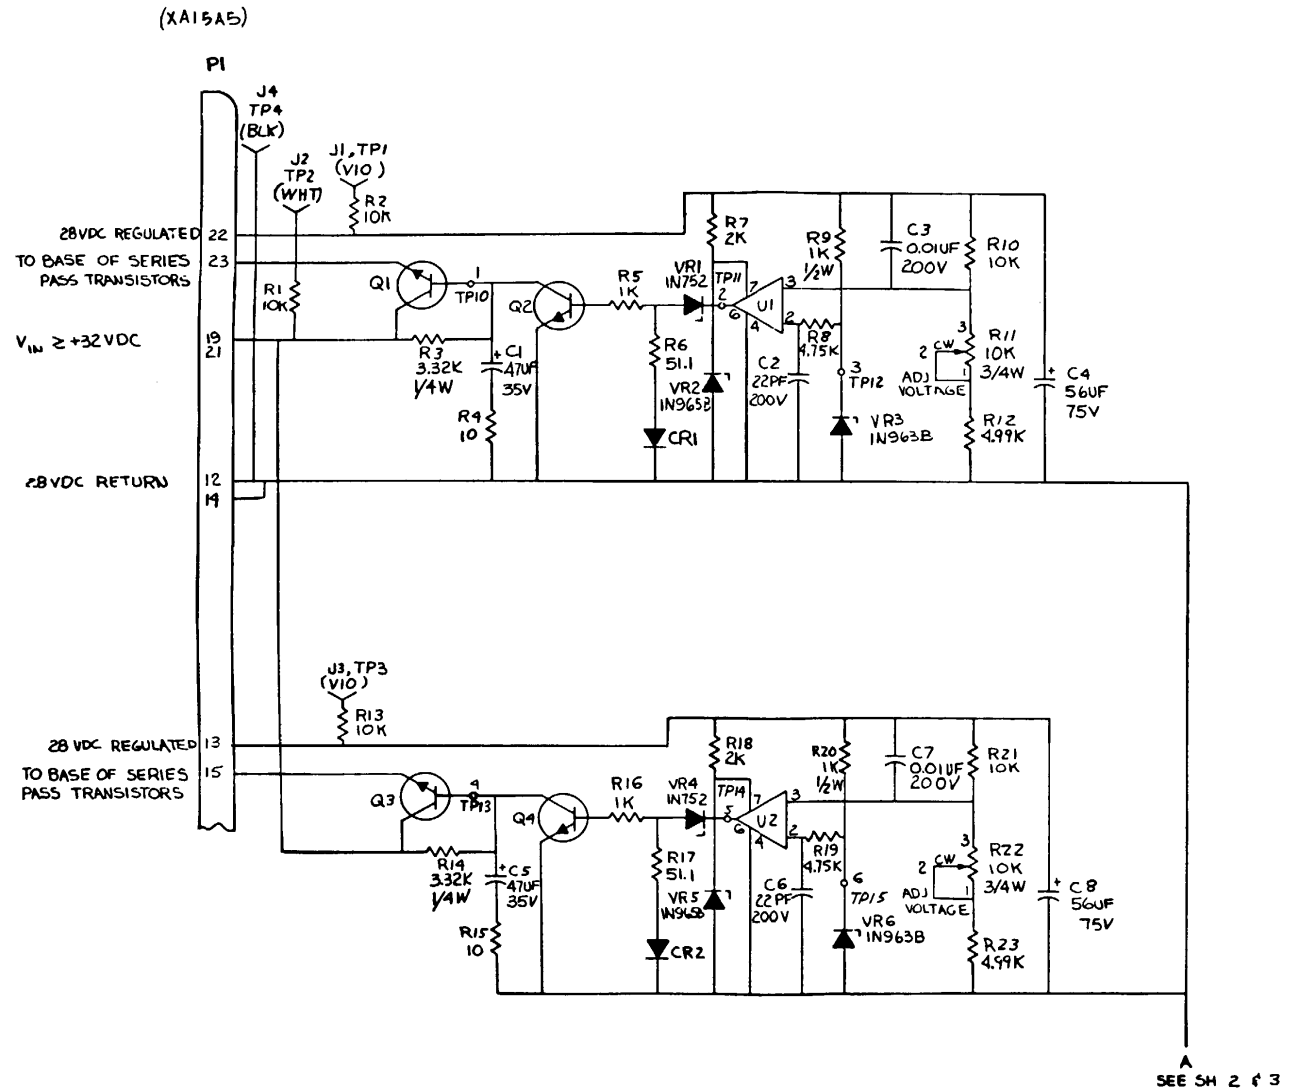 (XA15A5)
P1
J4
TP4
(BLK)
J2
TP2
(WHT)
J1, TP1
(VIO)
R2
10K
28VDC REGULATED 22
TO BASE OF SERIES 23
PASS TRANSISTORS
R1
10K
Q1
1
TP10
Q2
R5
1K
VR1
1N752
TP11
2
7
6
4
U1
3
2
R7
2K
R9
1K
1/2W
C3
0.01UF
200V
R10
10K
VIN ≥ +32VDC
19
21
R3
3.32K
1/4W
+
C1
47UF
35V
R4
10
R6
51.1
CR1
VR2
1N965B
C2
22PF
200V
R8
4.75K
3
TP12
VR3
1N963B
3
2 CW
1
ADJ
VOLTAGE
R11
10K
3/4W
R12
4.99K
+
C4
56UF
75V
28VDC RETURN
12
14
J3, TP3
(VIO)
R13
10K
28 VDC REGULATED 13
TO BASE OF SERIES 15
PASS TRANSISTORS
Q3
4
TP13
Q4
R16
1K
VR4
1N752
TP14
5
7
6
4
U2
3
2
R18
2K
R20
1K
1/2W
C7
0.01UF
200V
R21
10K
R14
3.32K
1/4W
+
C5
47UF
35V
R15
10
R17
51.1
CR2
VR5
1N965B
C6
22PF
200V
R19
4.75K
6
TP15
VR6
1N963B
3
2 CW
1
ADJ
VOLTAGE
R22
10K
3/4W
R23
4.99K
+
C8
56UF
75V
A
SEE SH 2 & 3